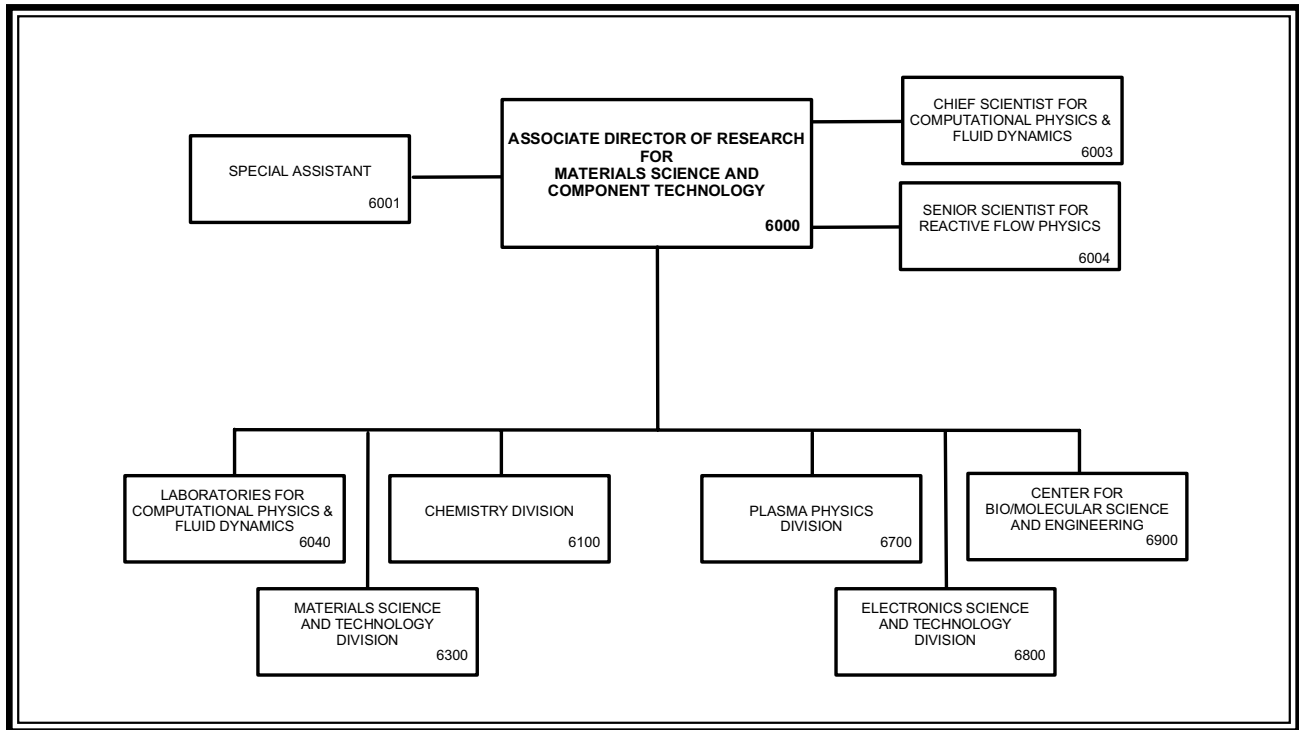 ASSOCIATE DIRECTOR OF RESEARCH
FOR
MATERIALS SCIENCE AND
COMPONENT TECHNOLOGY
6000
SPECIAL ASSISTANT
6001
CHIEF SCIENTIST FOR
COMPUTATIONAL PHYSICS &
FLUID DYNAMICS
6003
SENIOR SCIENTIST FOR
REACTIVE FLOW PHYSICS
6004
LABORATORIES FOR
COMPUTATIONAL PHYSICS &
FLUID DYNAMICS
6040
CHEMISTRY DIVISION
6100
PLASMA PHYSICS
DIVISION
6700
CENTER FOR
BIO/MOLECULAR SCIENCE
AND ENGINEERING
6900
MATERIALS SCIENCE
AND TECHNOLOGY
DIVISION
6300
ELECTRONICS SCIENCE
AND TECHNOLOGY
DIVISION
6800